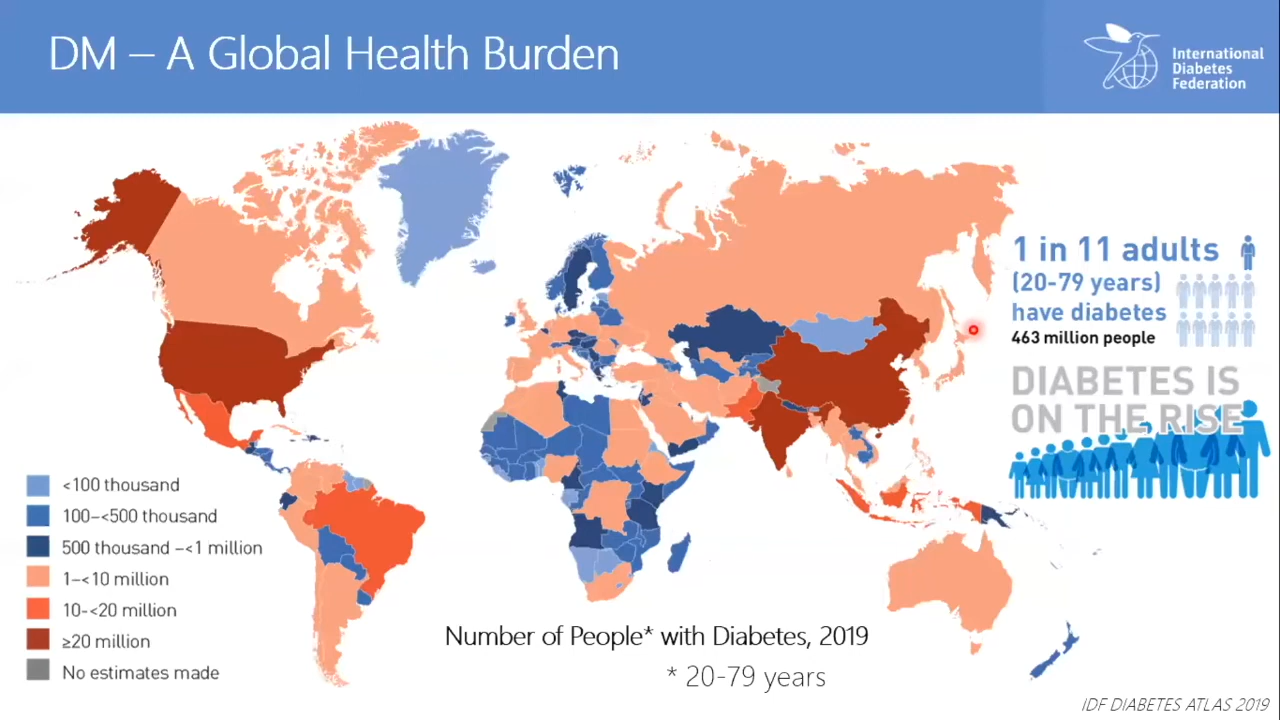 DM – A Global Health Burden
International
Diabetes
Federation
1 in 11 adults
(20-79 years)
have diabetes
463 million people
DIABETES IS
ON THE RISE
<100 thousand
100–<500 thousand
500 thousand –<1 million
1–<10 million
10-<20 million
≥20 million
No estimates made
Number of People* with Diabetes, 2019
* 20-79 years
IDF DIABETES ATLAS 2019